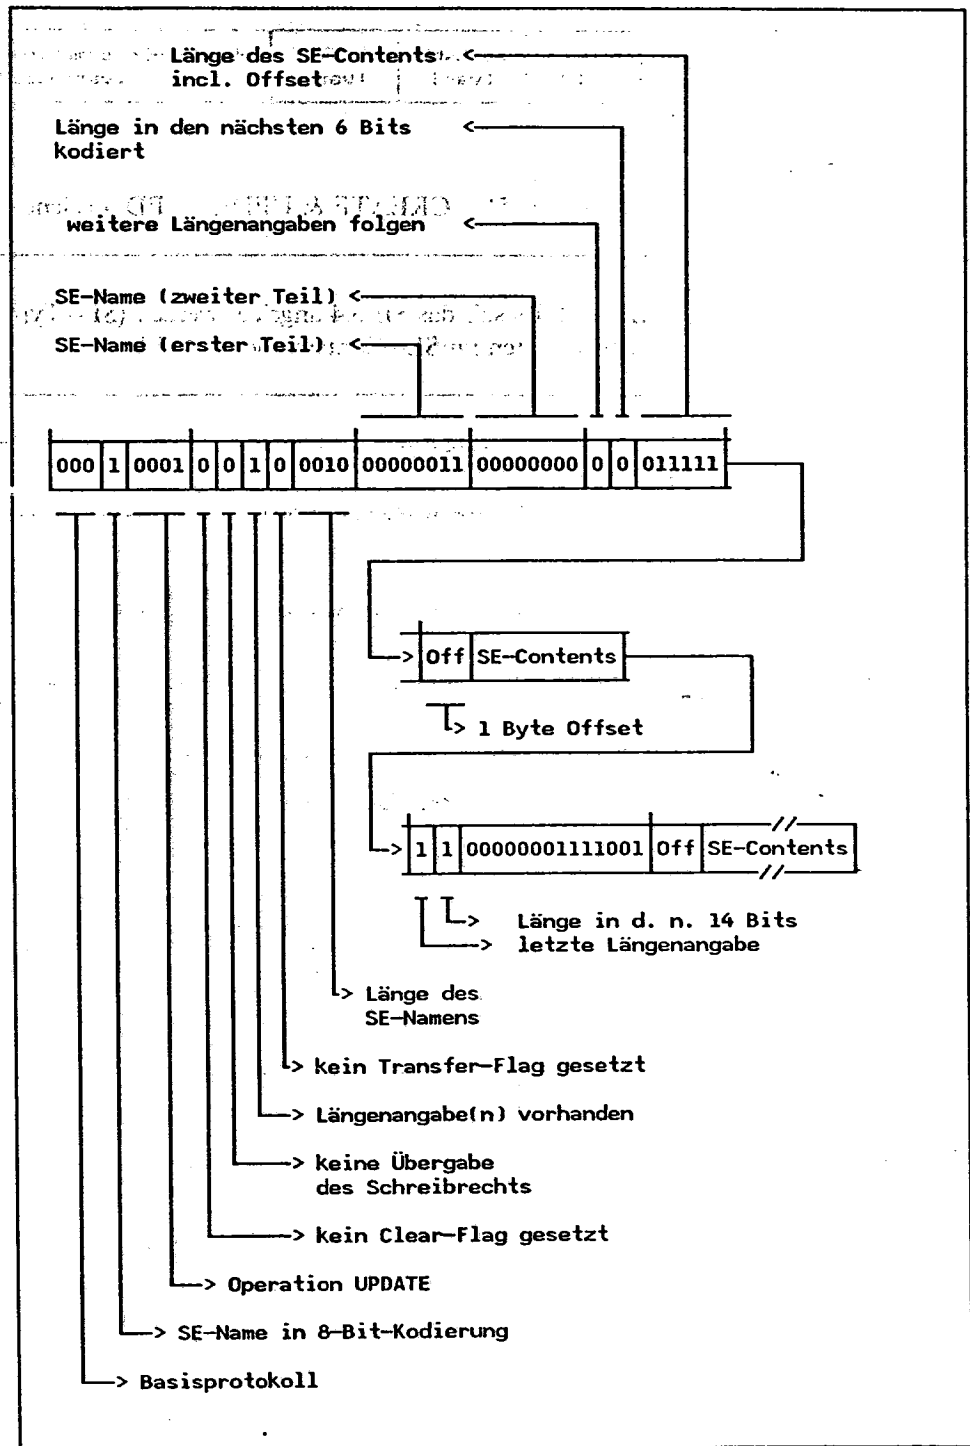 Länge des SE-Contents
incl. Offset
Länge in den nächsten 6 Bits
kodiert
weitere Längenangaben folgen
SE-Name (zweiter Teil)
SE-Name (erster Teil)
000 1 0001 0 0 1 0 0010 00000011 00000000 0 0 011111
Off SE-Contents
1 Byte Offset
1 1 00000001111001 Off SE-Contents
Länge in d. n. 14 Bits
letzte Längenangabe
Länge des
SE-Namens
kein Transfer-Flag gesetzt
Längenangabe(n) vorhanden
keine Übergabe
des Schreibrechts
kein Clear-Flag gesetzt
Operation UPDATE
SE-Name in 8-Bit-Kodierung
Basisprotokoll